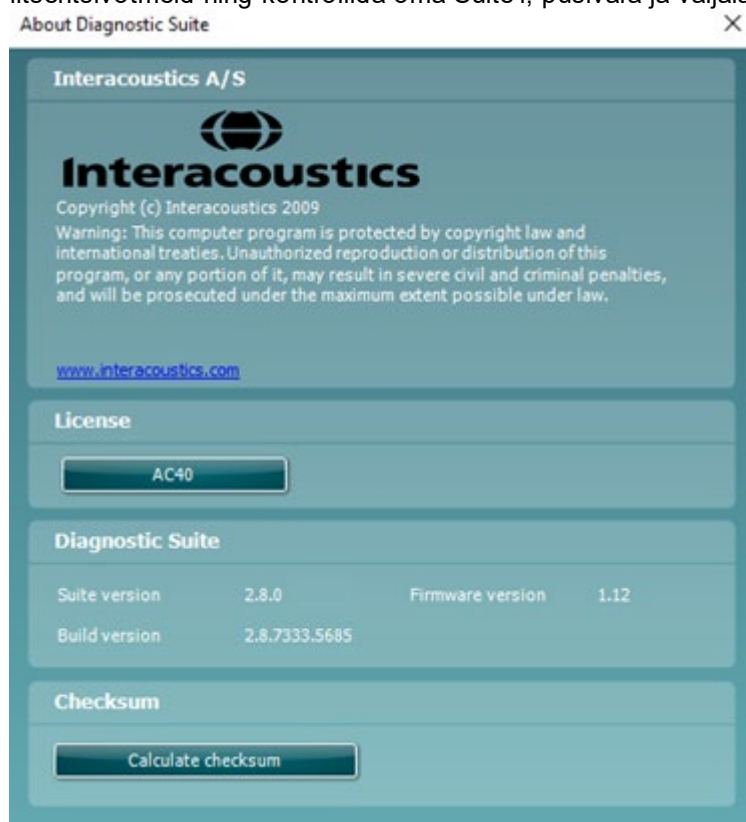 oma Suite'i, püsivara ja
About Diagnostic Suite
Interacoustics A/S
Interacoustics
Copyright (c) Interacoustics 2009
Warning: This computer program is protected by copyright law and
international treaties. Unauthorized reproduction or distribution of this
program, or any portion of it, may result in severe civil and criminal penalties,
and will be prosecuted under the maximum extent possible under law.
www.interacoustics.com
License
AC40
Diagnostic Suite
Suite version 2.8.0 Firmware version 1.12
Build version 2.8.7333.5685
Checksum
Calculate checksum